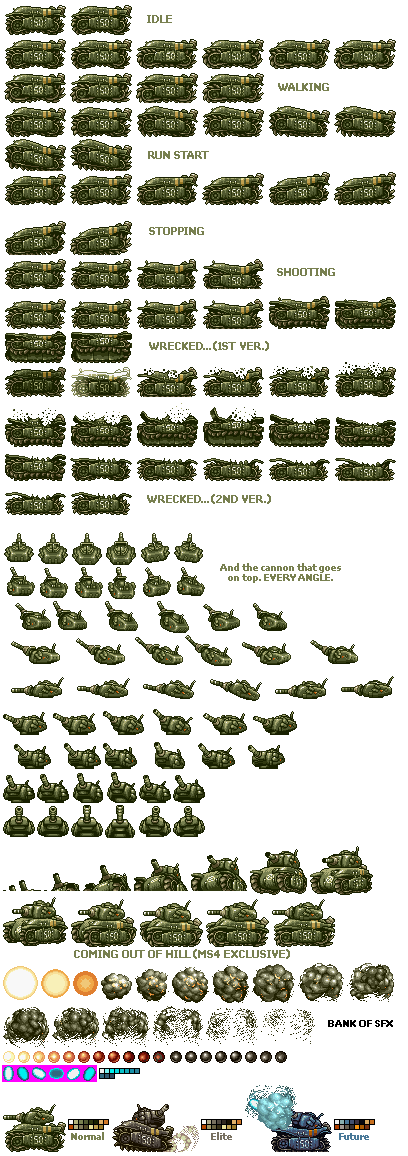 IDLE
WALKING
RUN START
STOPPING
SHOOTING
WRECKED...(1ST VER.)
WRECKED...(2ND VER.)
And the cannon that goes
on top. EVERY ANGLE.
COMING OUT OF HILL (MS4 EXCLUSIVE)
BANK OF SFX
Normal
Elite
Future